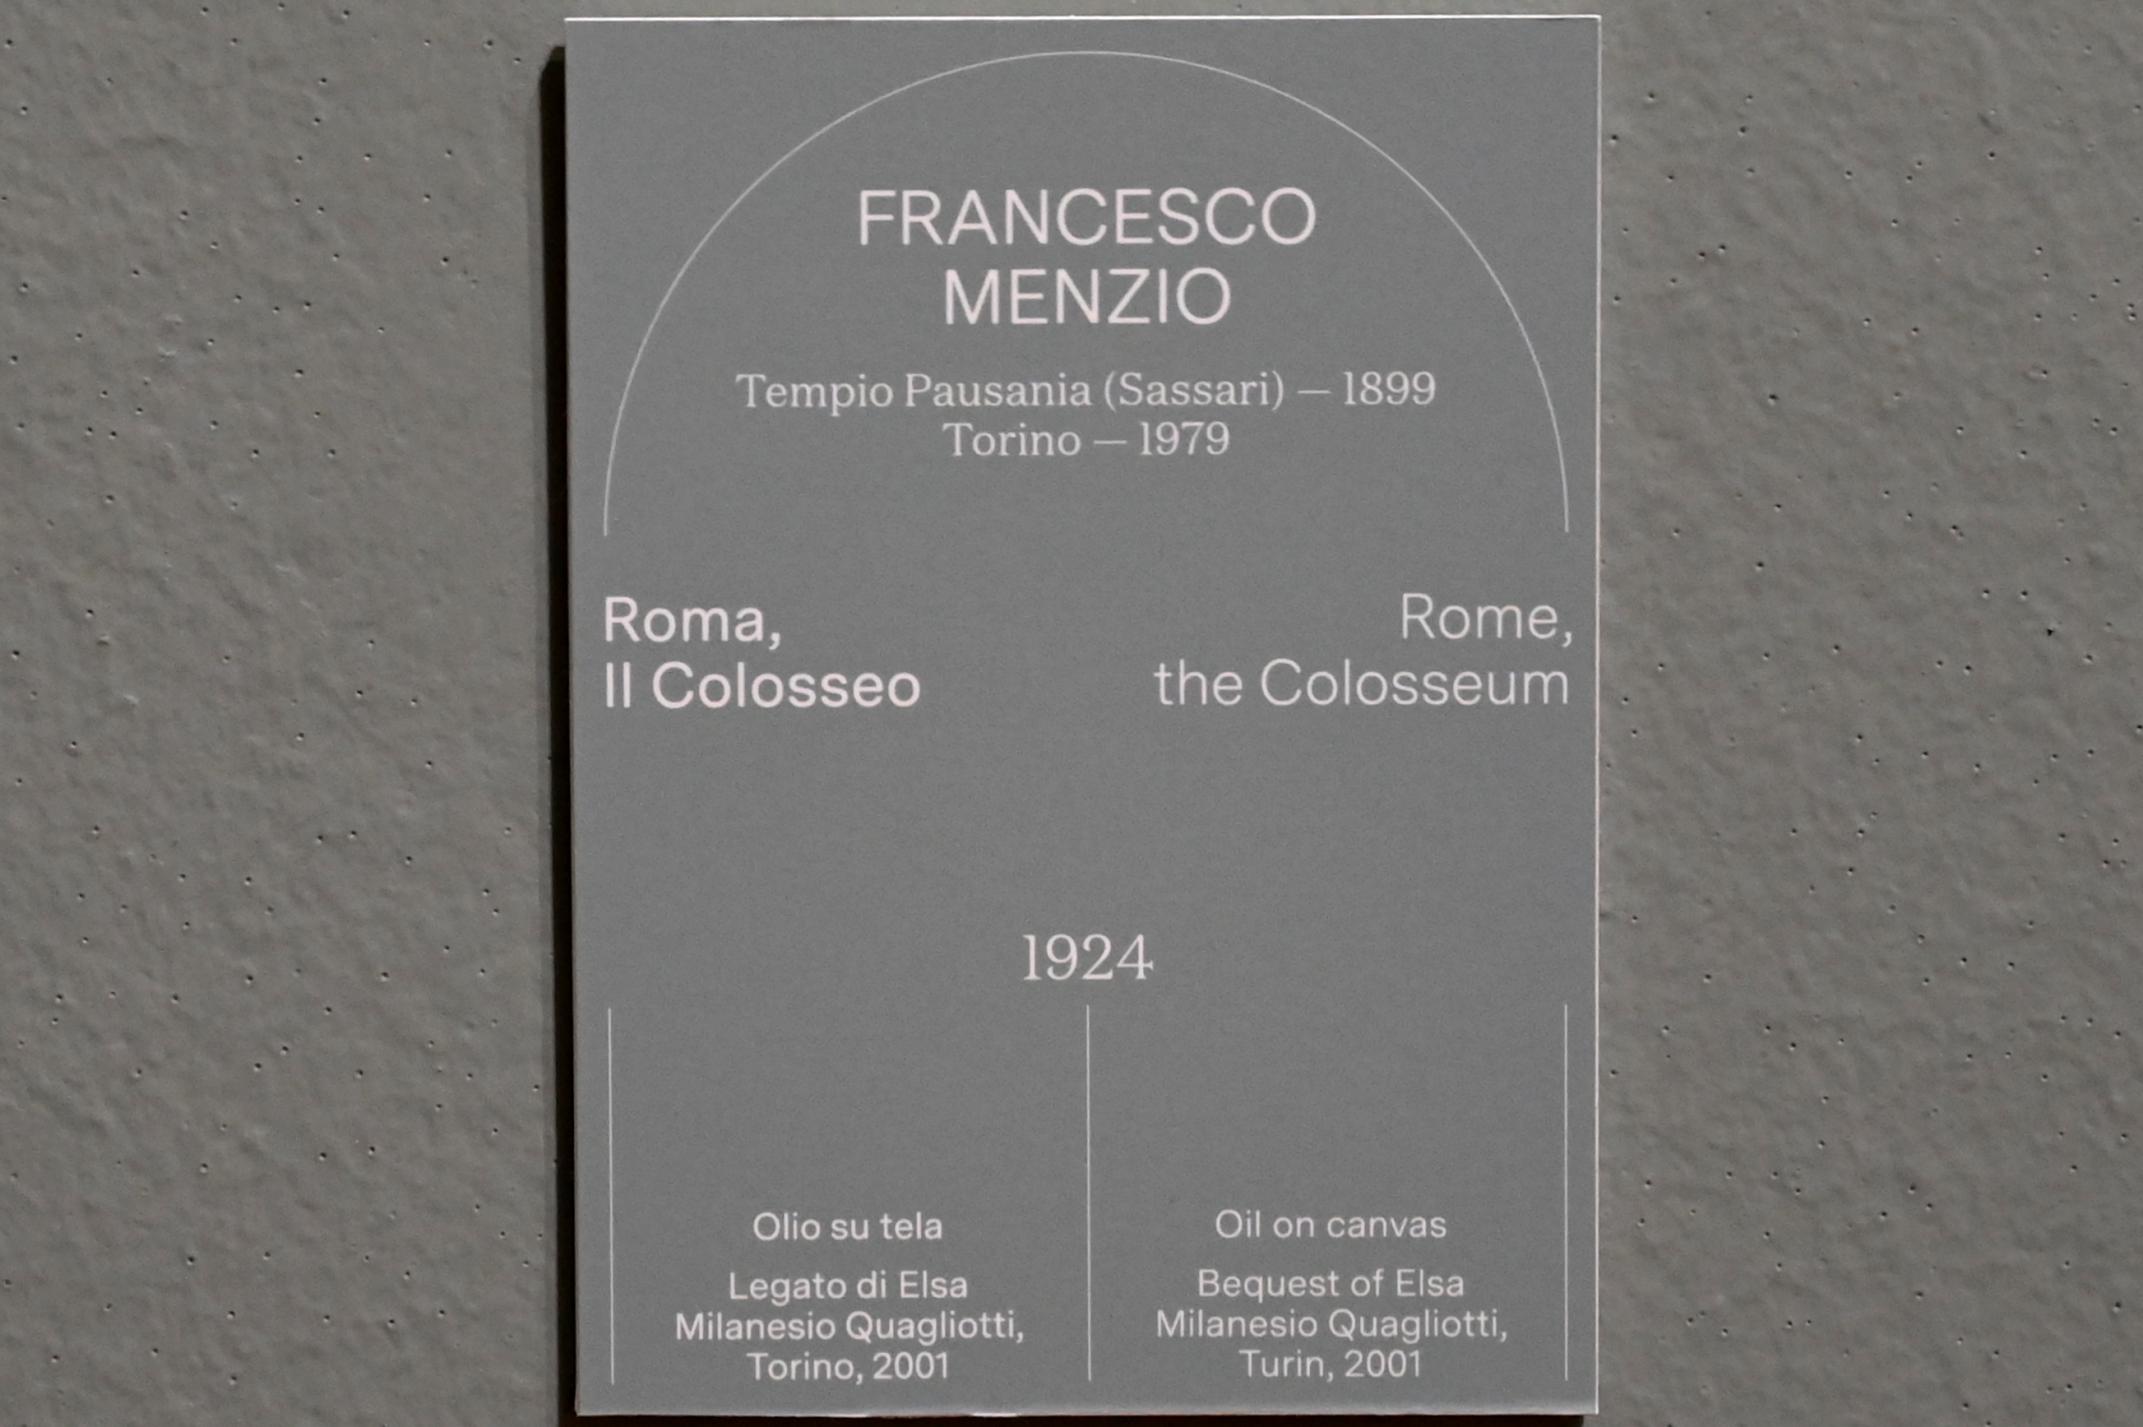 FRANCESCO
MENZIO
Tempio Pausania (Sassari) — 1899
Torino — 1979
Roma,
Il Colosseo
Rome,
the Colosseum
1924
Olio su tela
Legato di Elsa
Milanesio Quagliotti,
Torino, 2001
Oil on canvas
Bequest of Elsa
Milanesio Quagliotti,
Turin, 2001